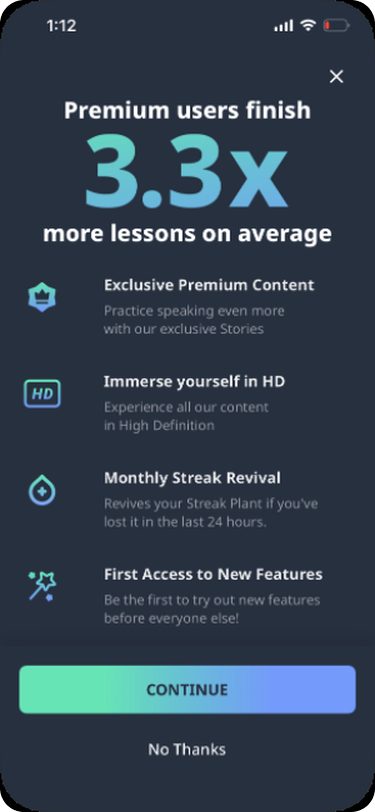 1:12
Premium users finish
3.3x
more lessons on average
Exclusive Premium Content
Practice speaking even more
with our exclusive Stories
HD
Immerse yourself in HD
Experience all our content
in High Definition
Monthly Streak Revival
Revives your Streak Plant if you've
lost it in the last 24 hours.
First Access to New Features
Be the first to try out new features
before everyone else!
CONTINUE
No Thanks